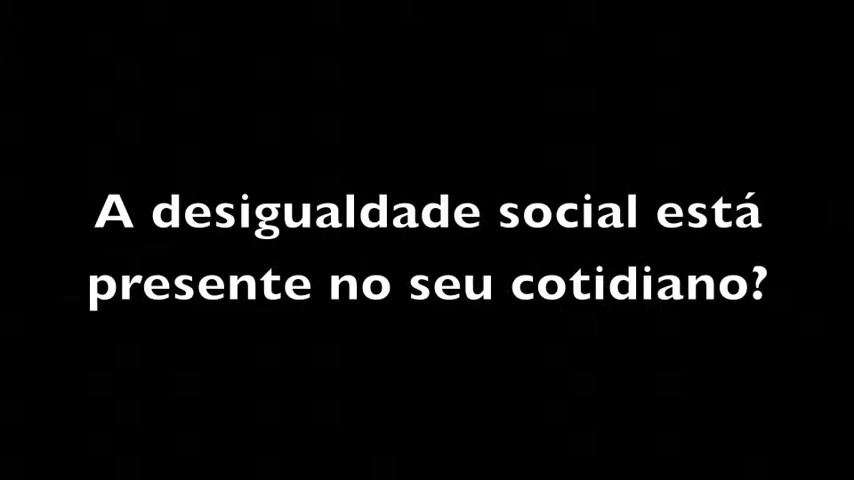 A desigualdade social está
presente no seu cotidiano?